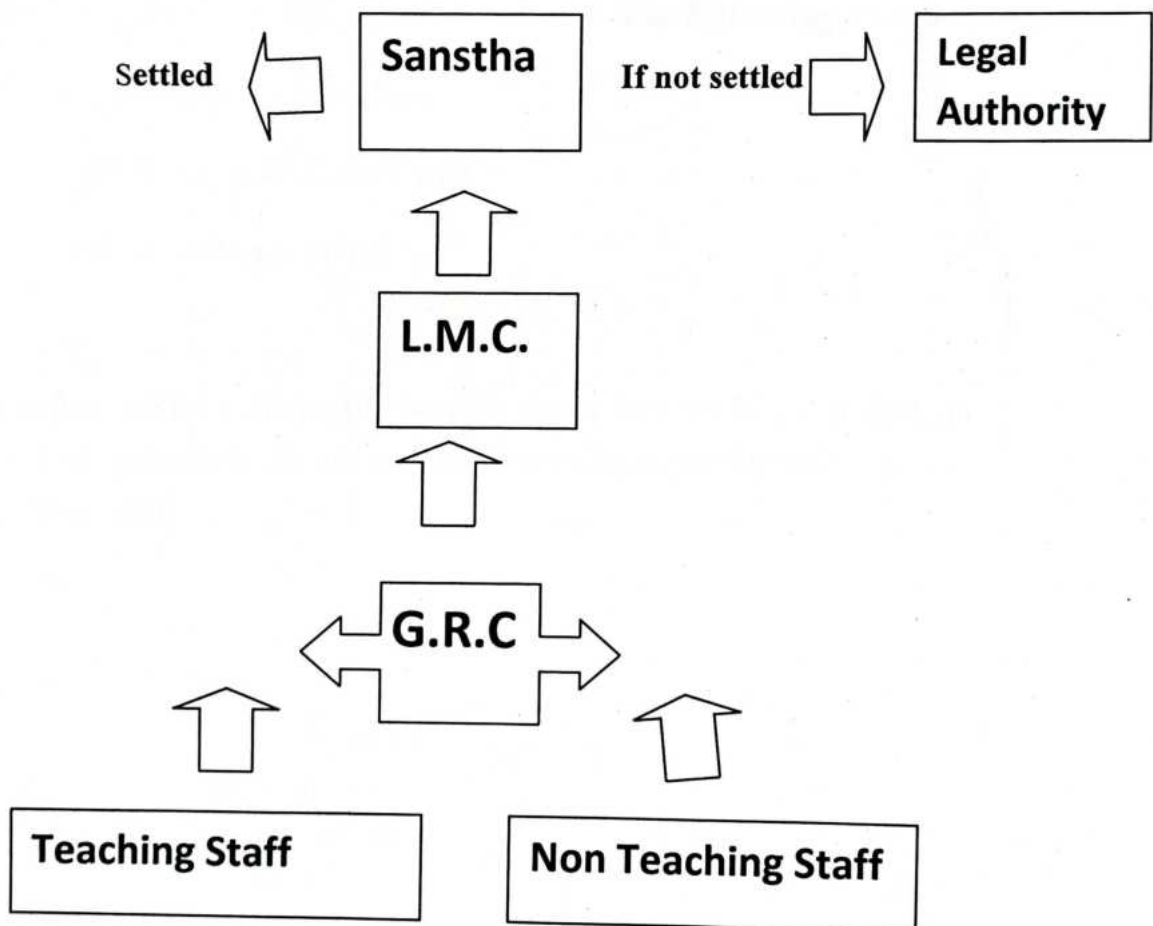 Settled
Sanstha
If not settled
Legal
Authority
L.M.C.
G.R.C
Teaching Staff
Non Teaching Staff